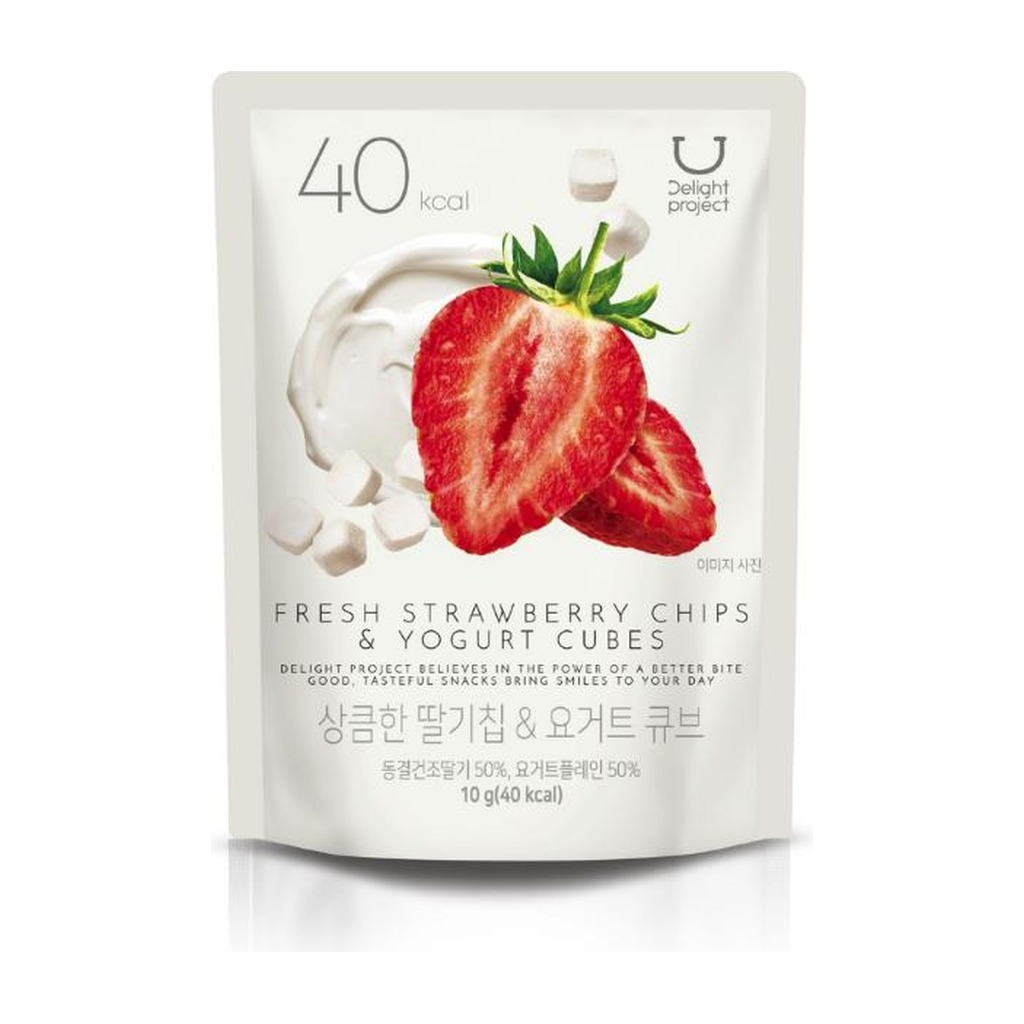 40 kcal
Delight
project
이미지 사진
FRESH STRAWBERRY CHIPS
& YOGURT CUBES
DELIGHT PROJECT BELIEVES IN THE POWER OF A BETTER BITE
GOOD, TASTEFUL SNACKS BRING SMILES TO YOUR DAY
상큼한 딸기칩 & 요거트 큐브
동결건조딸기 50%, 요거트플레인 50%
10 g(40 kcal)